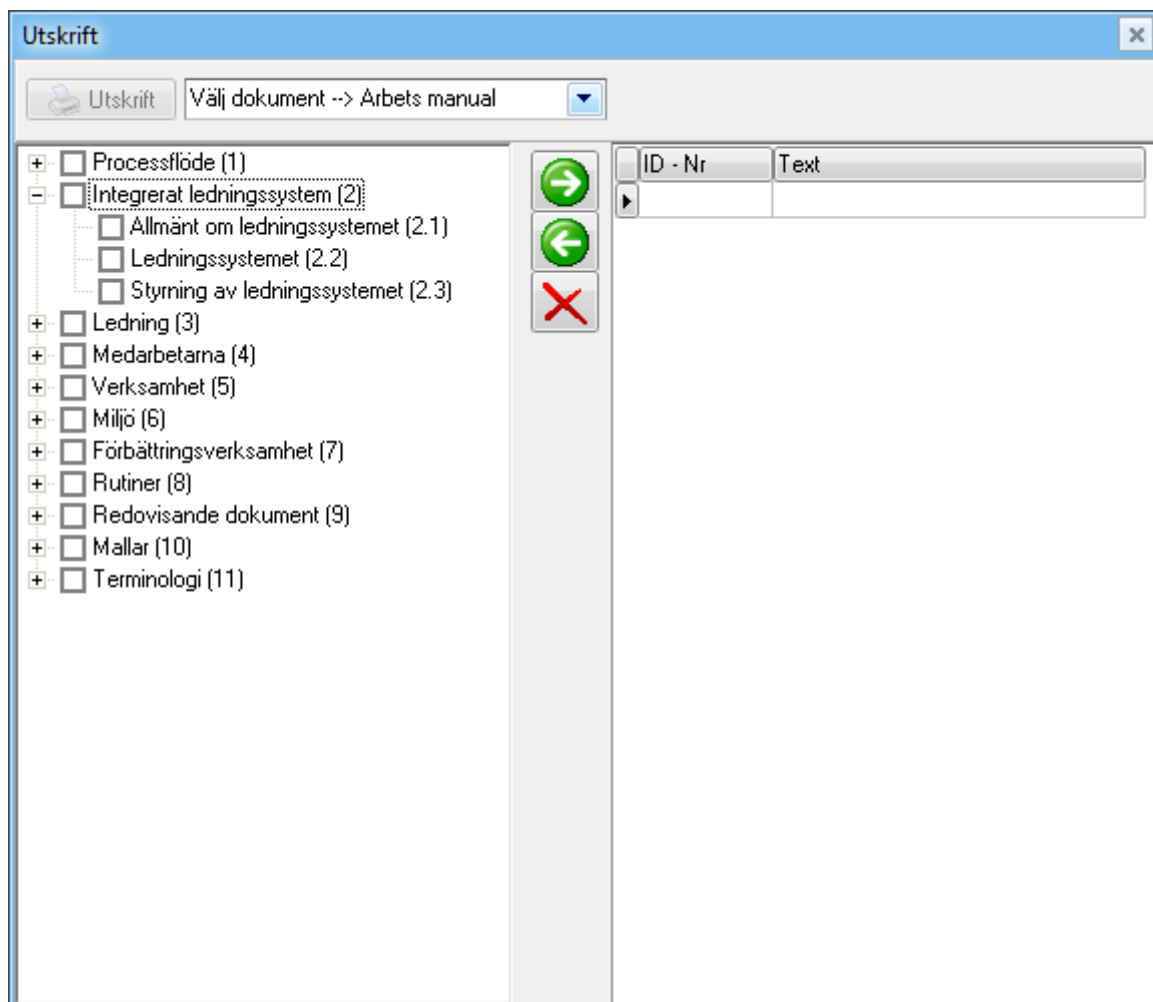 Utskrift
Utskrift
Välj dokument --> Arbets manual
Processflöde (1)
Integrerat ledningssystem (2)
Allmänt om ledningssystemet (2.1)
Ledningssystemet (2.2)
Styrning av ledningssystemet (2.3)
Ledning (3)
Medarbetarna (4)
Verksamhet (5)
Miljö (6)
Förbättringsverksamhet (7)
Rutiner (8)
Redovisande dokument (9)
Mallar (10)
Terminologi (11)
ID - Nr
Text